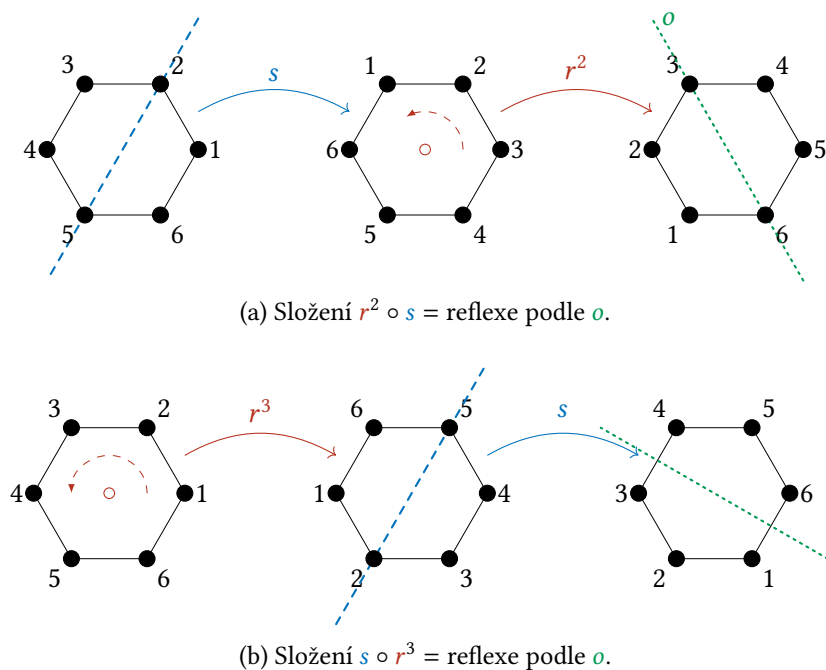 3 2 s 1 2 r² 3 o 4
4 1 6 3 2 5
5 6 5 4 1 6
(a) Složení r² ∘ s = reflexe podle o.
3 2 r³ 6 5 s 4 5
4 1 1 4 3 6
5 6 2 3 2 1
(b) Složení s ∘ r³ = reflexe podle o.